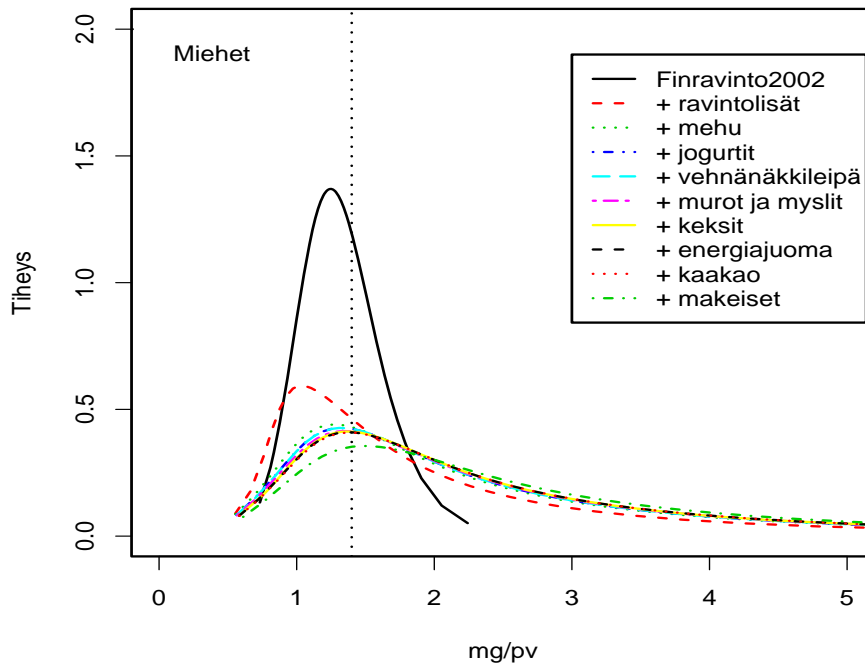 Miehet
Finravinto2002
+ ravintolisät
+ mehu
+ jogurtit
+ vehnänäkkileipä
+ murot ja myslit
+ keksit
+ energiajuoma
+ kaakao
+ makeiset
Tiheys
2.0
1.5
1.0
0.5
0.0
0 1 2 3 4 5
mg/pv